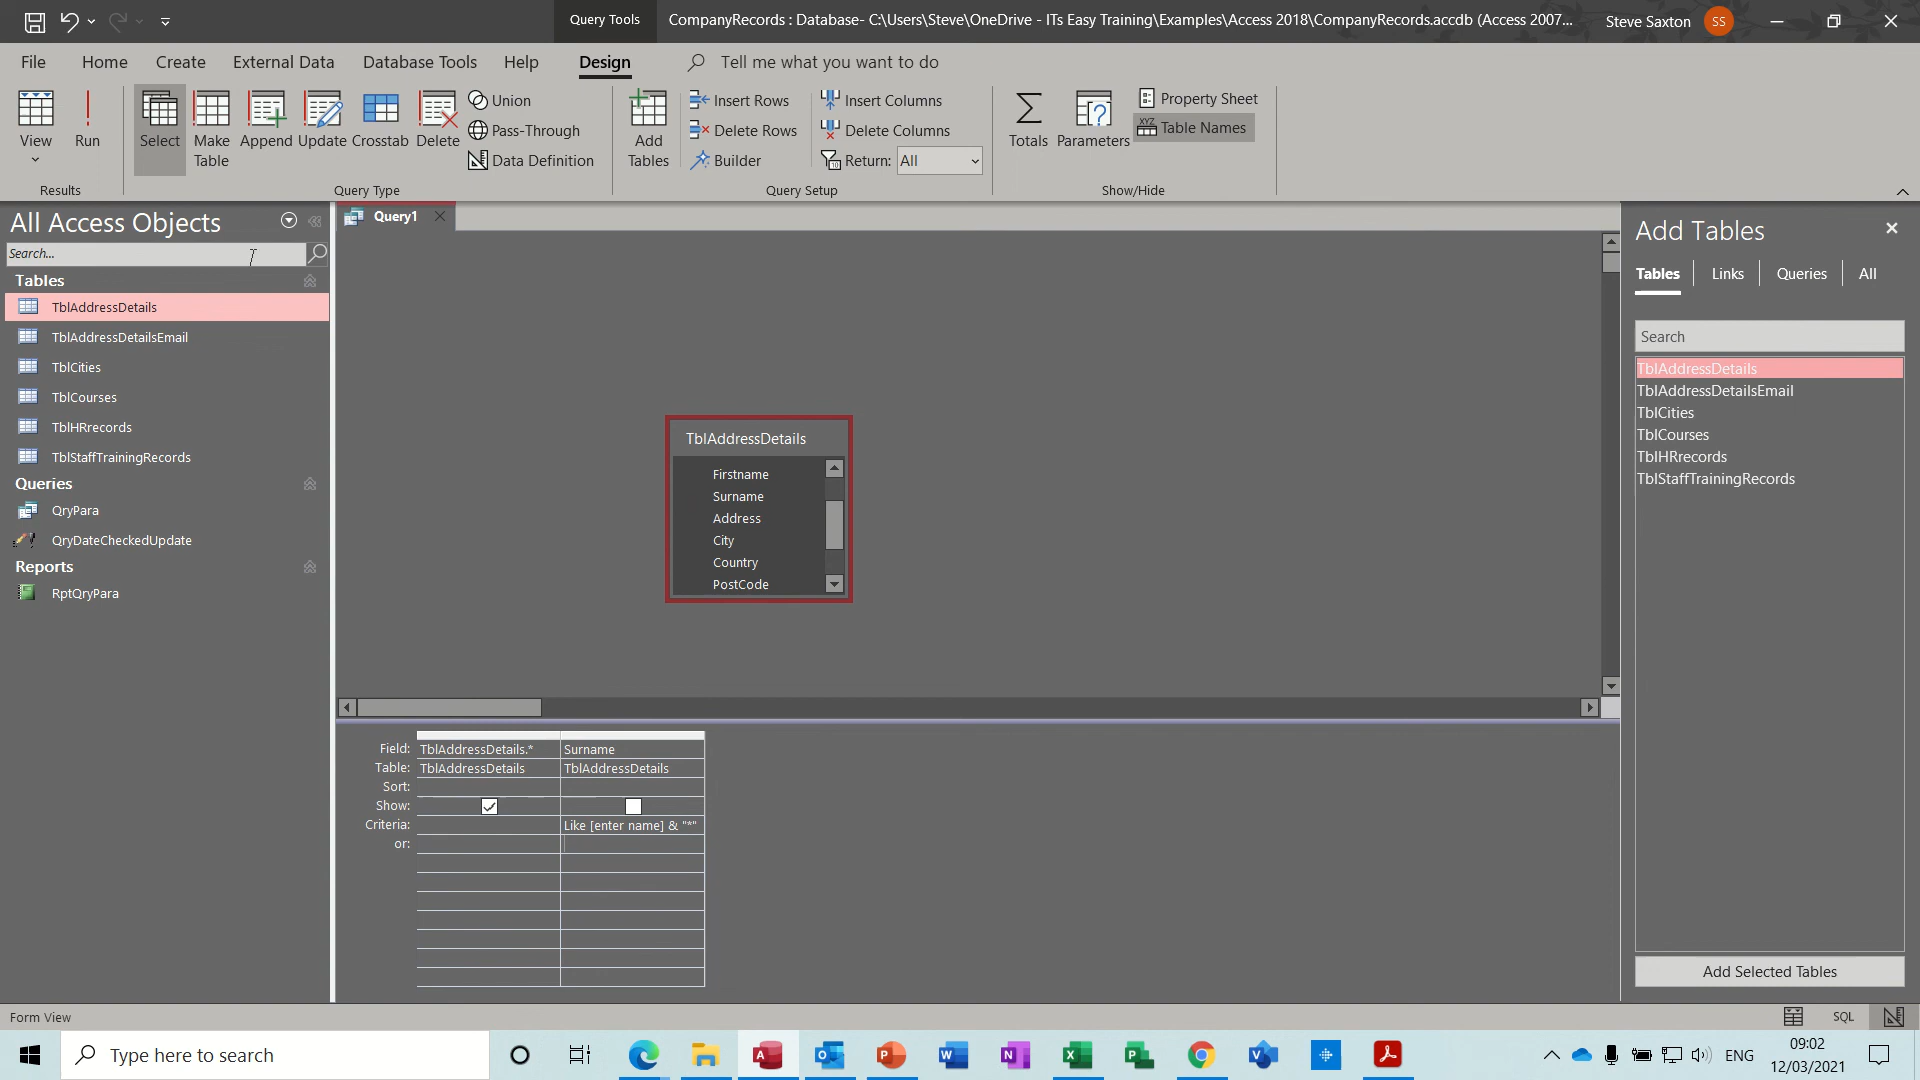 Query Tools
CompanyRecords : Database- C:\Users\Steve\OneDrive - ITs Easy Training\Examples\Access 2018\CompanyRecords.accdb (Access 2007...
Steve Saxton
SS
File
Home
Create
External Data
Database Tools
Help
Design
Tell me what you want to do
View
Run
Select
Make
Table
Append
Update
Crosstab
Delete
Union
Pass-Through
Data Definition
Add
Tables
Insert Rows
Delete Rows
Builder
Insert Columns
Delete Columns
Return:
All
Totals
Parameters
Property Sheet
XYZ
Table Names
Results
Query Type
Query Setup
Show/Hide
All Access Objects
Search...
Tables
TblAddressDetails
TblAddressDetailsEmail
TblCities
TblCourses
TblHRrecords
TblStaffTrainingRecords
Queries
QryPara
QryDateCheckedUpdate
Reports
RptQryPara
Query1
TblAddressDetails
Firstname
Surname
Address
City
Country
PostCode
Field: TblAddressDetails.* Surname
Table: TblAddressDetails TblAddressDetails
Sort:
Show:
Criteria: Like [enter name] & "*"
or:
Add Tables
Tables
Links
Queries
All
Search
TblAddressDetails
TblAddressDetailsEmail
TblCities
TblCourses
TblHRrecords
TblStaffTrainingRecords
Add Selected Tables
Form View
SQL
Type here to search
ENG
09:02
12/03/2021